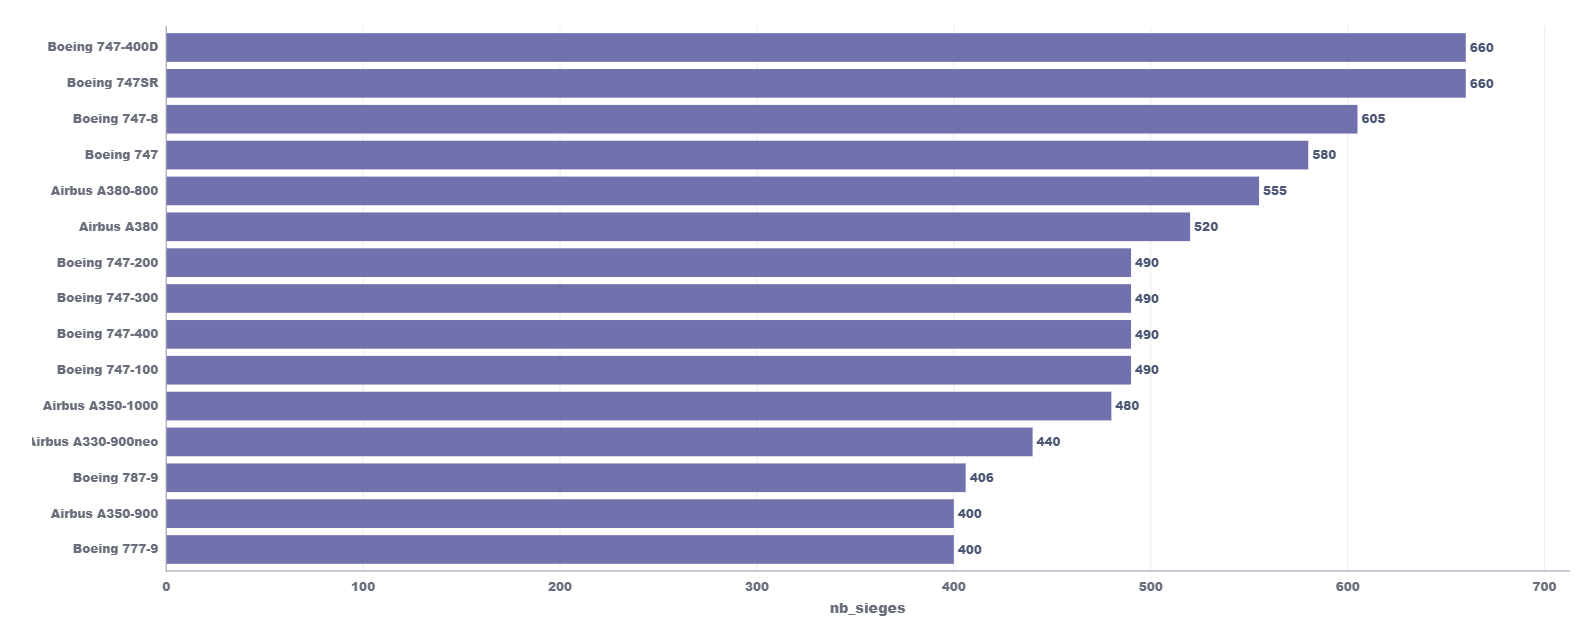 Boeing 747-400D 660
Boeing 747SR 660
Boeing 747-8 605
Boeing 747 580
Airbus A380-800 555
Airbus A380 520
Boeing 747-200 490
Boeing 747-300 490
Boeing 747-400 490
Boeing 747-100 490
Airbus A350-1000 480
Airbus A330-900neo 440
Boeing 787-9 406
Airbus A350-900 400
Boeing 777-9 400
0 100 200 300 400 500 600 700
nb_sieges